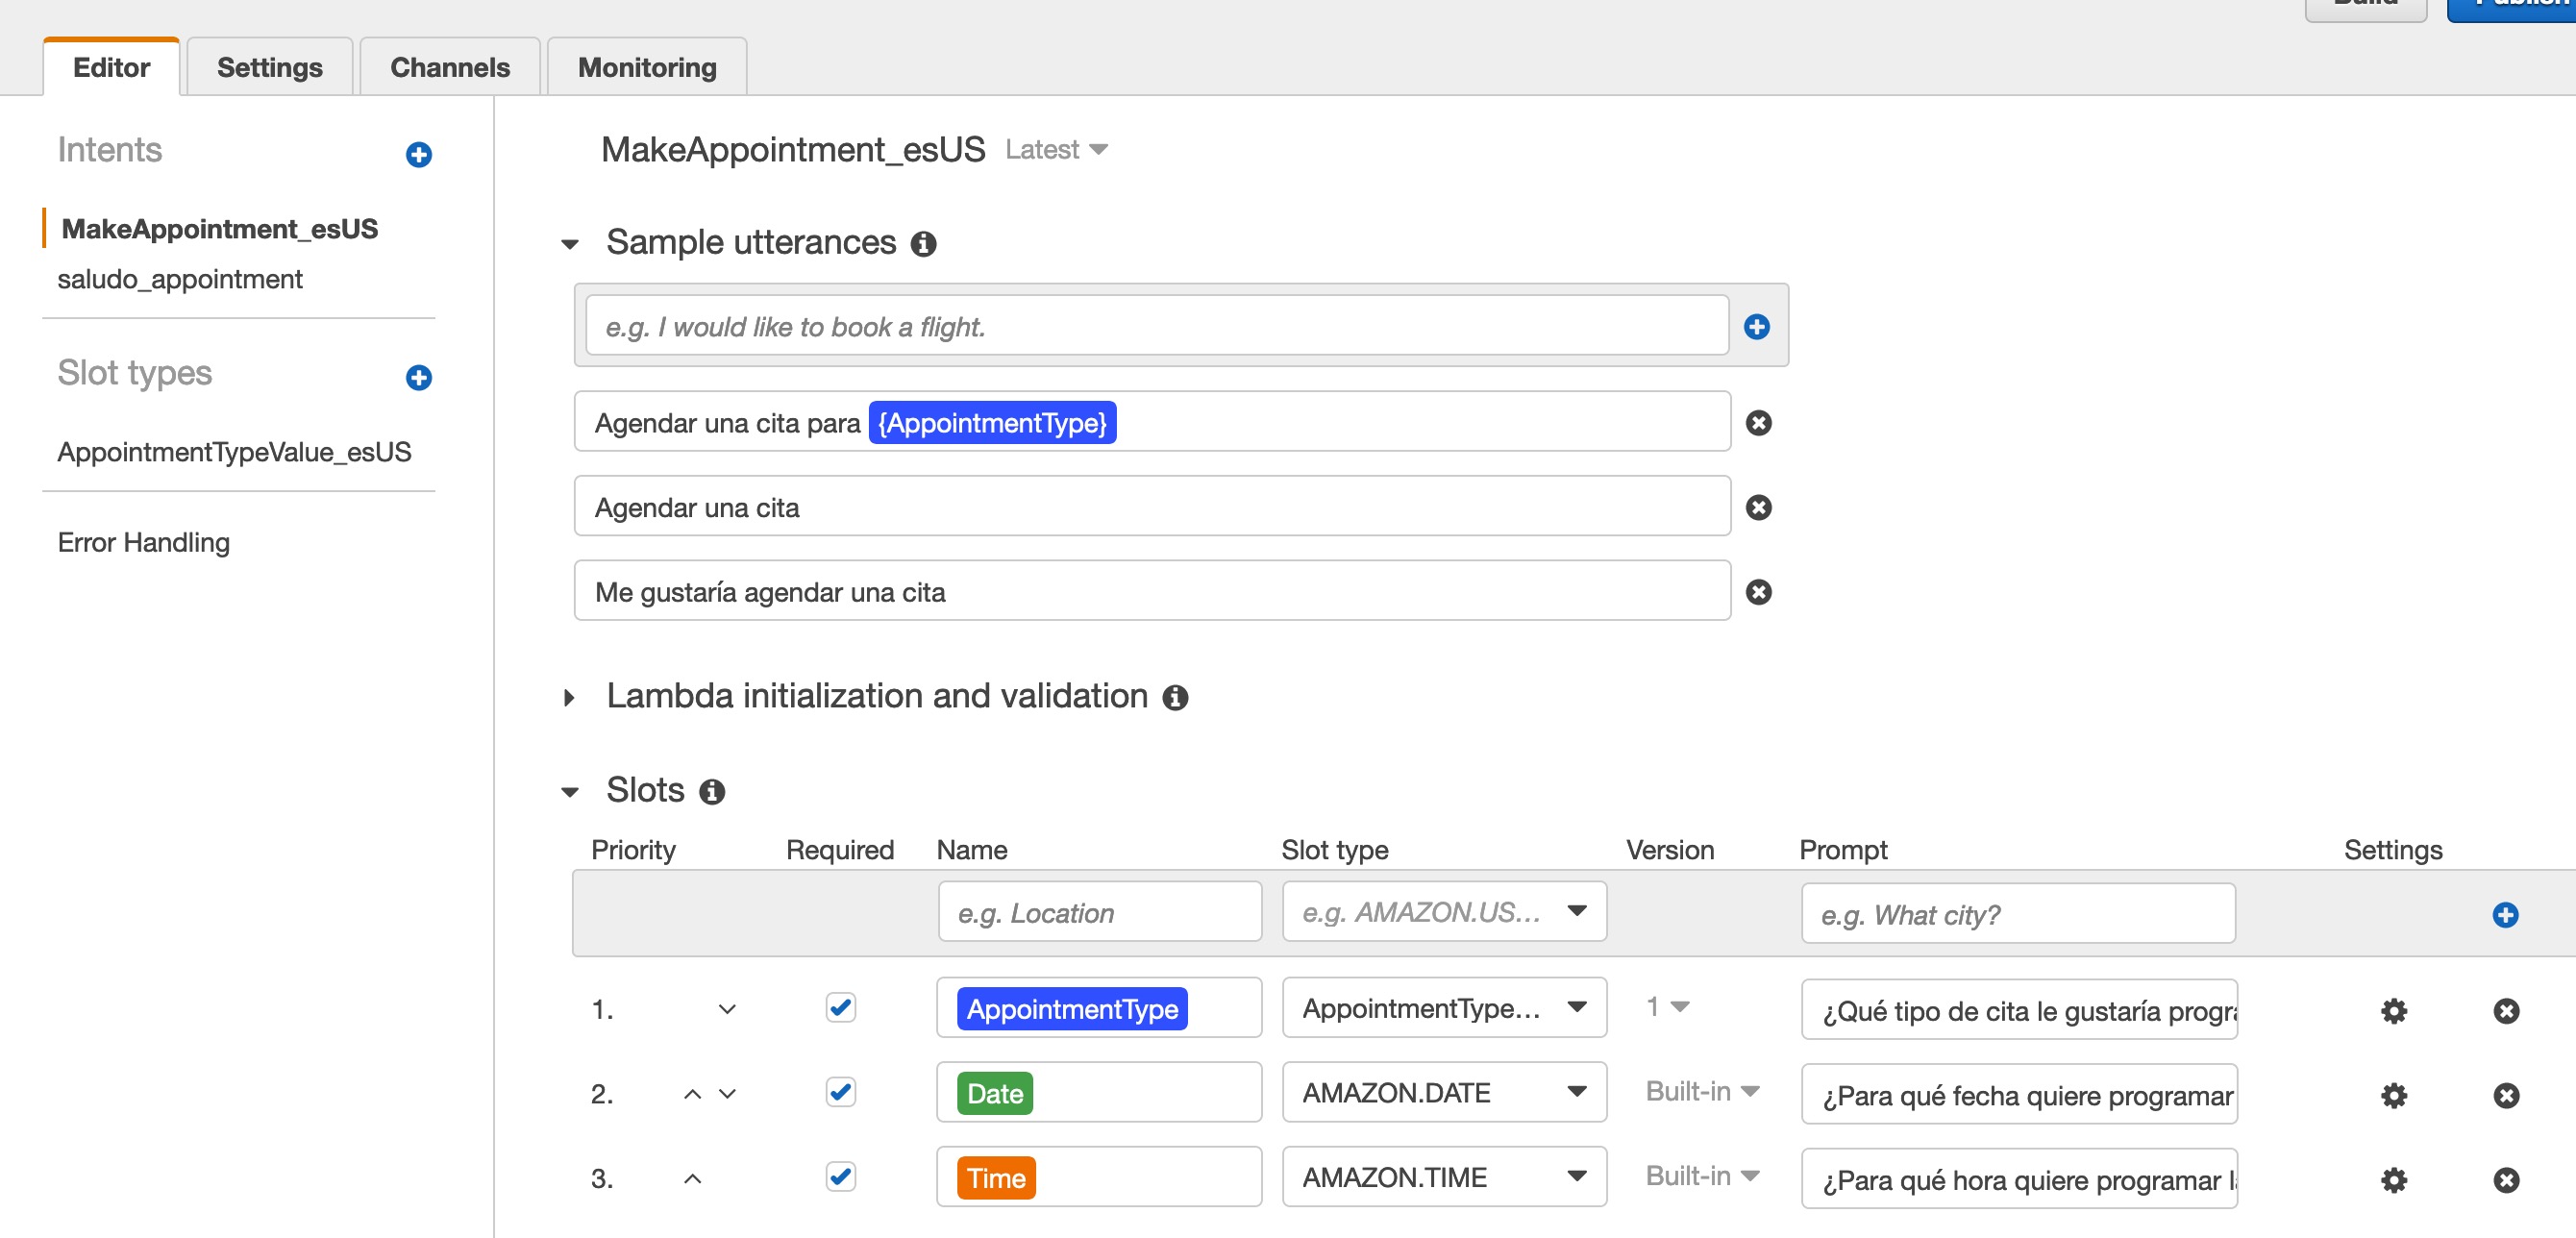 Build Publish
Editor Settings Channels Monitoring
Intents
MakeAppointment_esUS
saludo_appointment
Slot types
AppointmentTypeValue_esUS
Error Handling
MakeAppointment_esUS Latest
Sample utterances
e.g. I would like to book a flight.
Agendar una cita para {AppointmentType}
Agendar una cita
Me gustaría agendar una cita
Lambda initialization and validation
Slots
Priority Required Name Slot type Version Prompt Settings
e.g. Location e.g. AMAZON.US... e.g. What city?
1. AppointmentType AppointmentType... 1 ¿Qué tipo de cita le gustaría progra
2. Date AMAZON.DATE Built-in ¿Para qué fecha quiere programar
3. Time AMAZON.TIME Built-in ¿Para qué hora quiere programar l